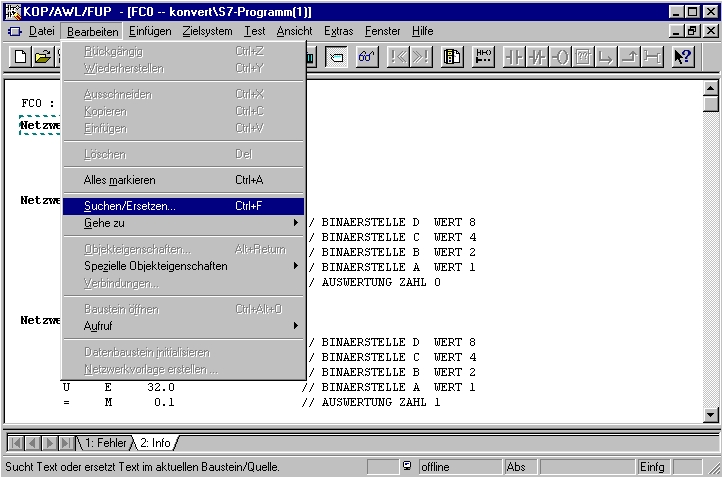 KOP/AWL/FUP - [FC0 -- konvert\S7-Programm(1)]
Datei Bearbeiten Einfügen Zielsystem Test Ansicht Extras Fenster Hilfe
Rückgängig Ctrl+Z
Wiederherstellen Ctrl+Y
Ausschneiden Ctrl+X
Kopieren Ctrl+C
Einfügen Ctrl+V
Löschen Del
Alles markieren Ctrl+A
Suchen/Ersetzen... Ctrl+F
Gehe zu
Objekteigenschaften... Alt+Return
Spezielle Objekteigenschaften
Verbindungen...
Baustein öffnen Ctrl+Alt+O
Aufruf
Datenbaustein initialisieren
Netzwerkvorlage erstellen ...
FC0 :
Netzwe
Netzwe
// BINAERSTELLE D WERT 8
// BINAERSTELLE C WERT 4
// BINAERSTELLE B WERT 2
// BINAERSTELLE A WERT 1
// AUSWERTUNG ZAHL 0
Netzwe
// BINAERSTELLE D WERT 8
// BINAERSTELLE C WERT 4
// BINAERSTELLE B WERT 2
U E 32.0 // BINAERSTELLE A WERT 1
= M 0.1 // AUSWERTUNG ZAHL 1
1: Fehler 2: Info
Sucht Text oder ersetzt Text im aktuellen Baustein/Quelle. offline Abs Einfg